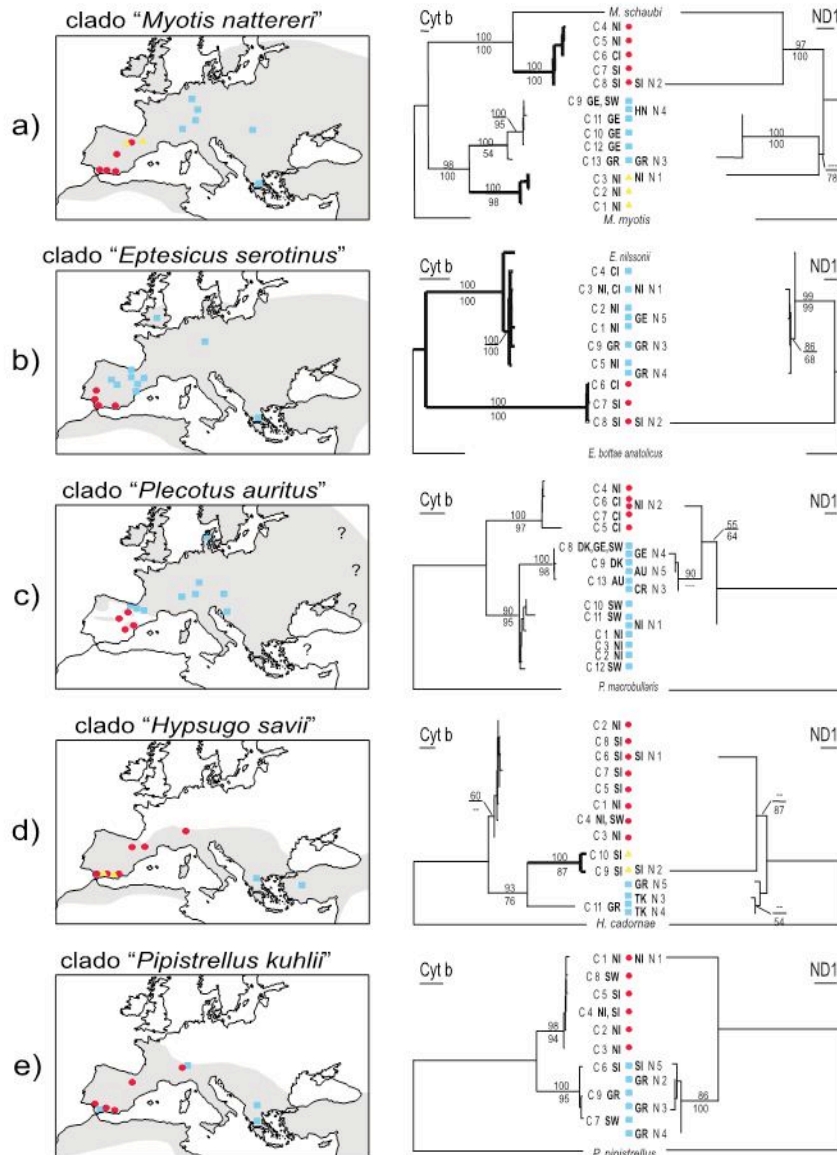 clado "Myotis nattereri"
a)
Cyt b
ND1
M. schaubi
C 4 NI
C 5 NI
C 6 CI
C 7 SI
C 8 SI SI N 2
C 9 GE, SW
HN N 4
C 11 GE
C 10 GE
C 12 GE
C 13 GR GR N 3
C 3 NI NI N 1
C 2 NI
C 1 NI
M. myotis
100
100
100
100
100
95
100
54
98
100
100
98
97
100
100
100
---
78
clado "Eptesicus serotinus"
b)
Cyt b
ND1
E. nilssonii
C 4 CI
C 3 NI, CI NI N 1
C 2 NI
GE N 5
C 1 NI
C 9 GR GR N 3
C 5 NI
GR N 4
C 6 CI
C 7 SI
C 8 SI SI N 2
E. bottae anatolicus
100
100
100
100
100
100
99
99
86
68
clado "Plecotus auritus"
c)
?
?
?
?
Cyt b
ND1
C 4 NI
C 6 CI
NI N 2
C 7 CI
C 5 CI
C 8 DK,GE,SW
GE N 4
C 9 DK
AU N 5
C 13 AU
CR N 3
C 10 SW
C 11 SW
NI N 1
C 1 NI
C 3 NI
C 2 NI
C 12 SW
P. macrobullaris
100
97
100
98
90
95
55
64
90
---
clado "Hypsugo savii"
d)
Cyt b
ND1
C 2 NI
C 8 SI
C 6 SI SI N 1
C 7 SI
C 5 SI
C 1 NI
C 4 NI, SW
C 3 NI
C 10 SI
C 9 SI SI N 2
GR N 5
TK N 3
C 11 GR
TK N 4
H. cadornae
60
--
100
87
93
76
--
87
--
54
clado "Pipistrellus kuhlii"
e)
Cyt b
ND1
C 1 NI NI N 1
C 8 SW
C 5 SI
C 4 NI, SI
C 2 NI
C 3 NI
C 6 SI SI N 5
GR N 2
C 9 GR
GR N 3
C 7 SW
GR N 4
P. pipistrellus
98
94
100
95
86
100